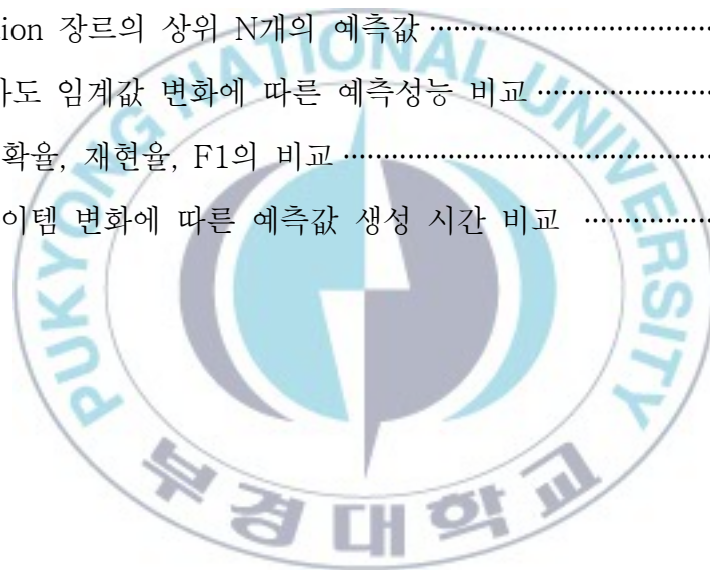 ion 장르의 상위 N개의 예측값 ································
도 임계값 변화에 따른 예측성능 비교 ······················
확율, 재현율, F1의 비교 ········································
이템 변화에 따른 예측값 생성 시간 비교 ················
PUKYONG NATIONAL UNIVERSITY
부경대학교